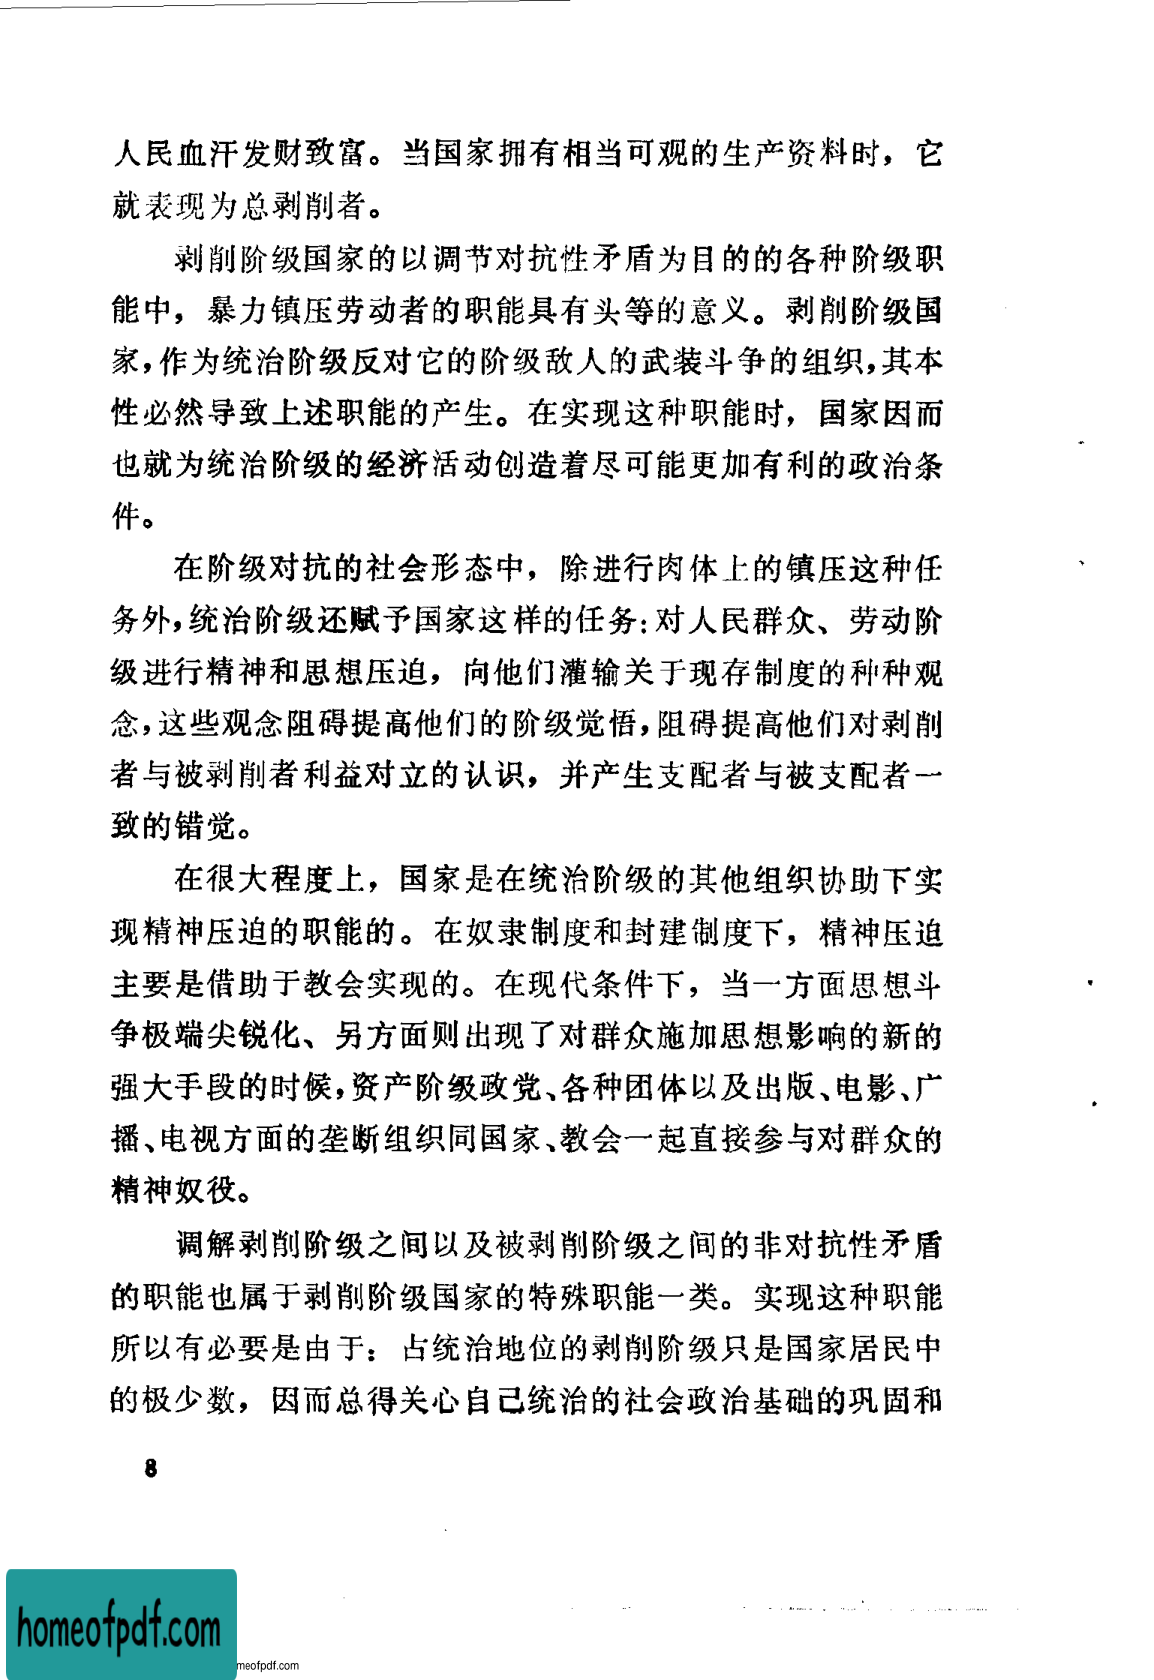 人民血汗发财致富。当国家拥有相当可观的生产资料时，它
就表现为总剥削者。
剥削阶级国家的以调节对抗性矛盾为目的的各种阶级职
能中，暴力镇压劳动者的职能具有头等的意义。剥削阶级国
家，作为统治阶级反对它的阶级敌人的武装斗争的组织，其本
性必然导致上述职能的产生。在实现这种职能时，国家因而
也就为统治阶级的经济活动创造着尽可能更加有利的政治条
件。
在阶级对抗的社会形态中，除进行肉体上的镇压这种任
务外，统治阶级还赋予国家这样的任务：对人民群众、劳动阶
级进行精神和思想压迫，向他们灌输关于现存制度的种种观
念，这些观念阻碍提高他们的阶级觉悟，阻碍提高他们对剥削
者与被剥削者利益对立的认识，并产生支配者与被支配者一
致的错觉。
在很大程度上，国家是在统治阶级的其他组织协助下实
现精神压迫的职能的。在奴隶制度和封建制度下，精神压迫
主要是借助于教会实现的。在现代条件下，当一方面思想斗
争极端尖锐化、另方面则出现了对群众施加思想影响的新的
强大手段的时候，资产阶级政党、各种团体以及出版、电影、广
播、电视方面的垄断组织同国家、教会一起直接参与对群众的
精神奴役。
调解剥削阶级之间以及被剥削阶级之间的非对抗性矛盾
的职能也属于剥削阶级国家的特殊职能一类。实现这种职能
所以有必要是由于：占统治地位的剥削阶级只是国家居民中
的极少数，因而总得关心自己统治的社会政治基础的巩固和
8
homeofpdf.com
meofpdf.com